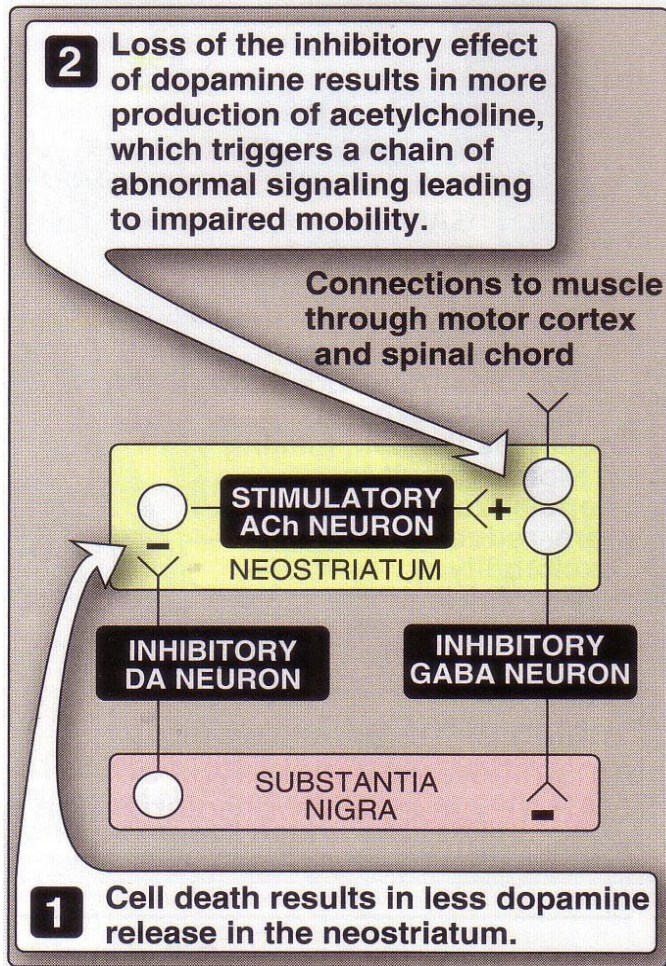 2 Loss of the inhibitory effect
of dopamine results in more
production of acetylcholine,
which triggers a chain of
abnormal signaling leading
to impaired mobility.
Connections to muscle
through motor cortex
and spinal chord
STIMULATORY
ACh NEURON
+
-
NEOSTRIATUM
INHIBITORY
DA NEURON
INHIBITORY
GABA NEURON
SUBSTANTIA
NIGRA
-
1 Cell death results in less dopamine
release in the neostriatum.